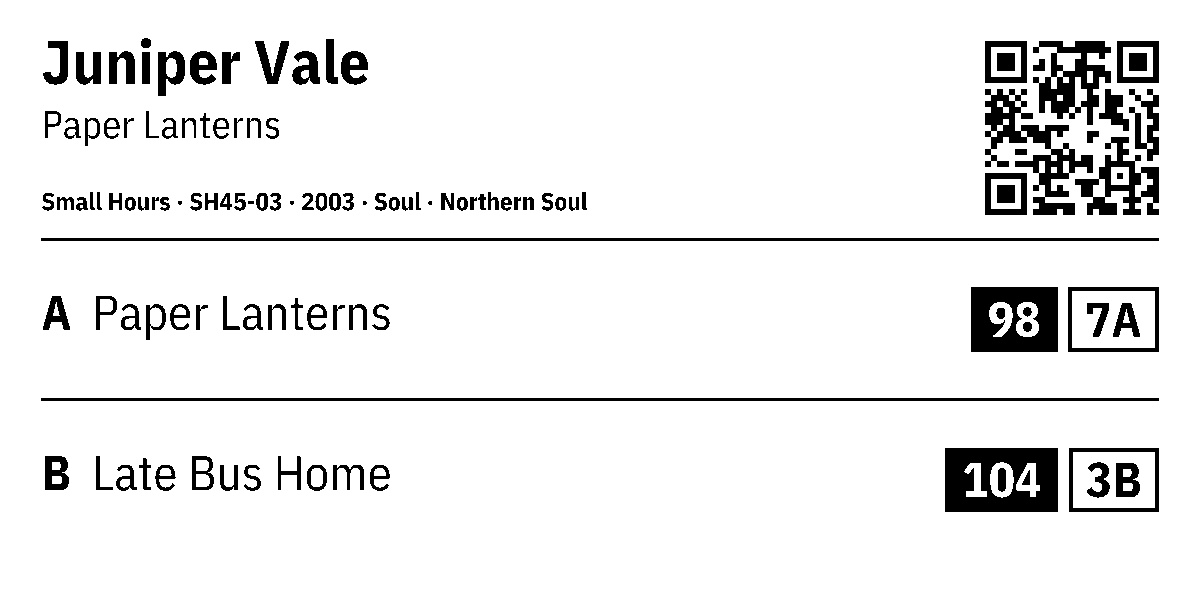 Juniper Vale
Paper Lanterns
Small Hours · SH45-03 · 2003 · Soul · Northern Soul
A Paper Lanterns 98 7A
B Late Bus Home 104 3B